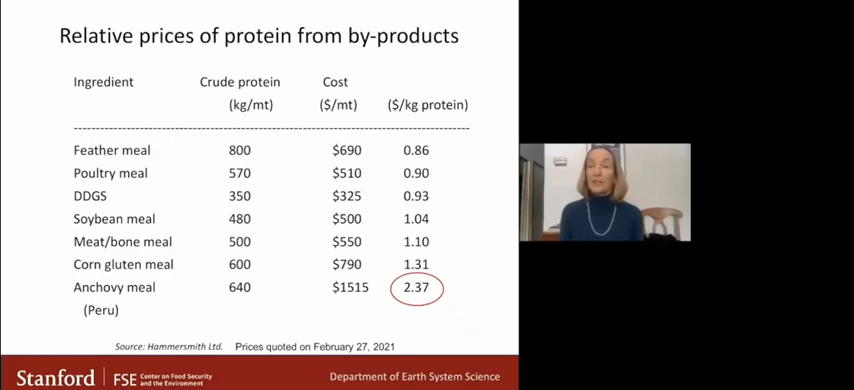 Relative prices of protein from by-products
Ingredient Crude protein Cost
(kg/mt) ($/mt) ($/kg protein)
--------------------------------------------------------------------------------
Feather meal 800 $690 0.86
Poultry meal 570 $510 0.90
DDGS 350 $325 0.93
Soybean meal 480 $500 1.04
Meat/bone meal 500 $550 1.10
Corn gluten meal 600 $790 1.31
Anchovy meal 640 $1515 2.37
(Peru)
Source: Hammersmith Ltd. Prices quoted on February 27, 2021
Stanford | FSE Center on Food Security and the Environment Department of Earth System Science